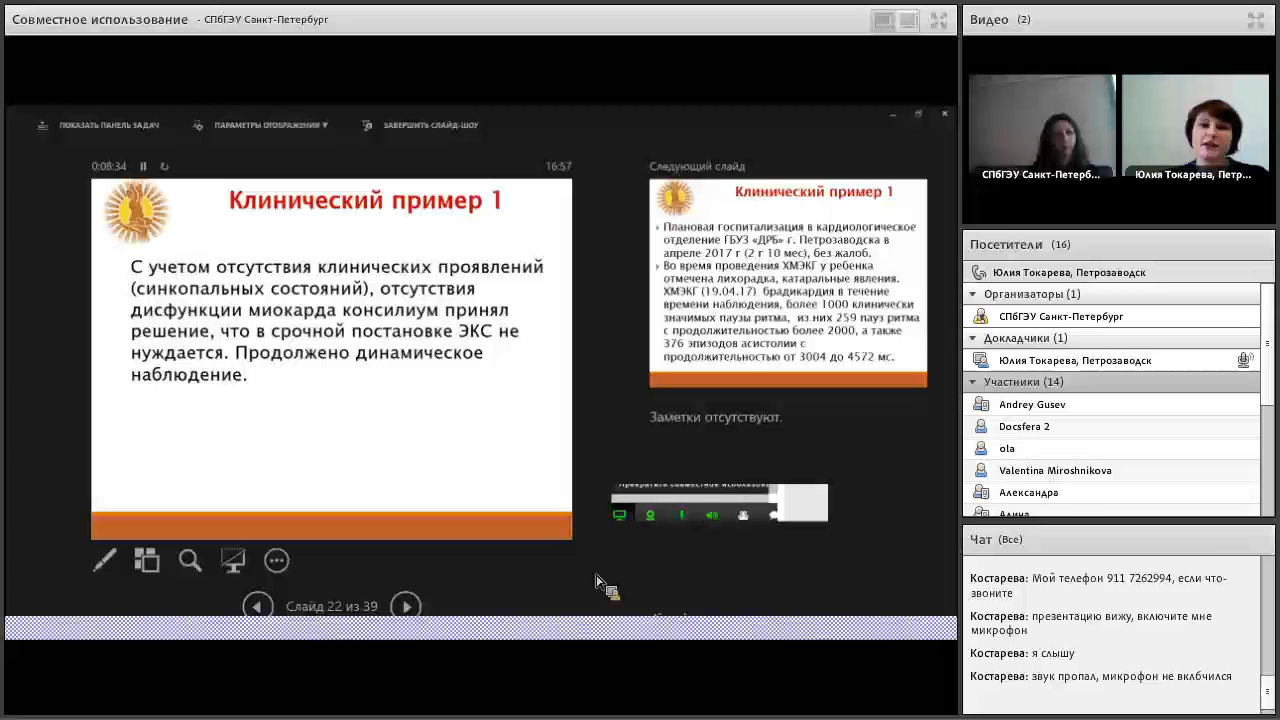 Совместное использование - СПбГЭУ Санкт-Петербург
ПОКАЗАТЬ ПАНЕЛЬ ЗАДАЧ
ПАРАМЕТРЫ ОТОБРАЖЕНИЯ ▼
ЗАВЕРШИТЬ СЛАЙД-ШОУ
0:08:34
16:57
Клинический пример 1
С учетом отсутствия клинических проявлений
(синкопальных состояний), отсутствия
дисфункции миокарда консилиум принял
решение, что в срочной постановке ЭКС не
нуждается. Продолжено динамическое
наблюдение.
Слайд 22 из 39
Следующий слайд
Клинический пример 1
Плановая госпитализация в кардиологическое
отделение ГБУЗ «ДРБ» г. Петрозаводска в
апреле 2017 г (2 г 10 мес), без жалоб.
Во время проведения ХМЭКГ у ребенка
отмечена лихорадка, катаральные явления.
ХМЭКГ (19.04.17) брадикардия в течение
времени наблюдения, более 1000 клинически
значимых паузы ритма, из них 259 пауз ритма
с продолжительностью более 2000, а также
376 эпизодов асистолии с
продолжительностью от 3004 до 4572 мс.
Заметки отсутствуют.
Прекратить совместное использов
Видео (2)
СПбГЭУ Санкт-Петерб...
Юлия Токарева, Петр...
Посетители (16)
Юлия Токарева, Петрозаводск
Организаторы (1)
СПбГЭУ Санкт-Петербург
Докладчики (1)
Юлия Токарева, Петрозаводск
Участники (14)
Andrey Gusev
Docsfera 2
ola
Valentina Miroshnikova
Александра
Алина
Чат (Все)
Костарева: Мой телефон 911 7262994, если что-
звоните
Костарева: презентацию вижу, включите мне
микрофон
Костарева: я слышу
Костарева: звук пропал, микрофон не вклбчился